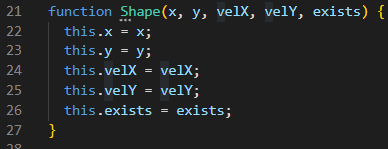 21 function Shape(x, y, velX, velY, exists) {
22   this.x = x;
23   this.y = y;
24   this.velX = velX;
25   this.velY = velY;
26   this.exists = exists;
27 }
28